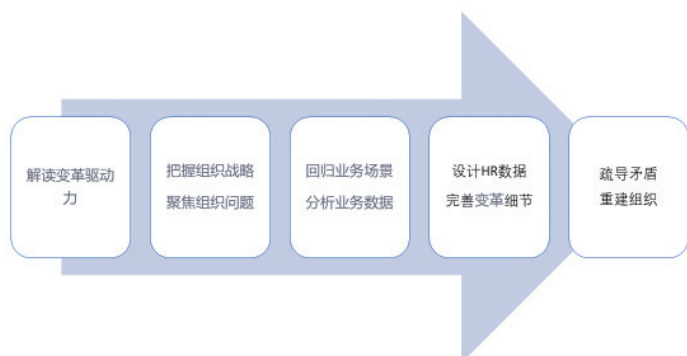 解读变革驱动
力
把握组织战略
聚焦组织问题
回归业务场景
分析业务数据
设计HR数据
完善变革细节
疏导矛盾
重建组织